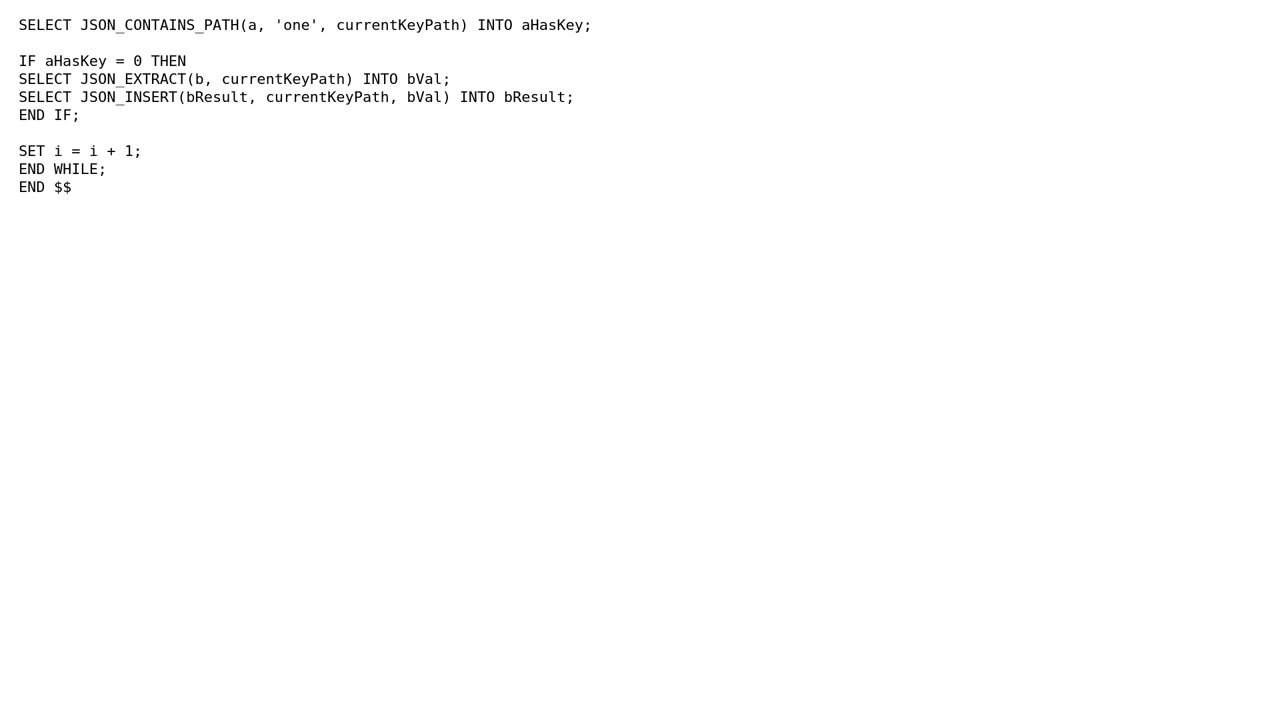 SELECT JSON_CONTAINS_PATH(a, 'one', currentKeyPath) INTO aHasKey;

IF aHasKey = 0 THEN
SELECT JSON_EXTRACT(b, currentKeyPath) INTO bVal;
SELECT JSON_INSERT(bResult, currentKeyPath, bVal) INTO bResult;
END IF;

SET i = i + 1;
END WHILE;
END $$